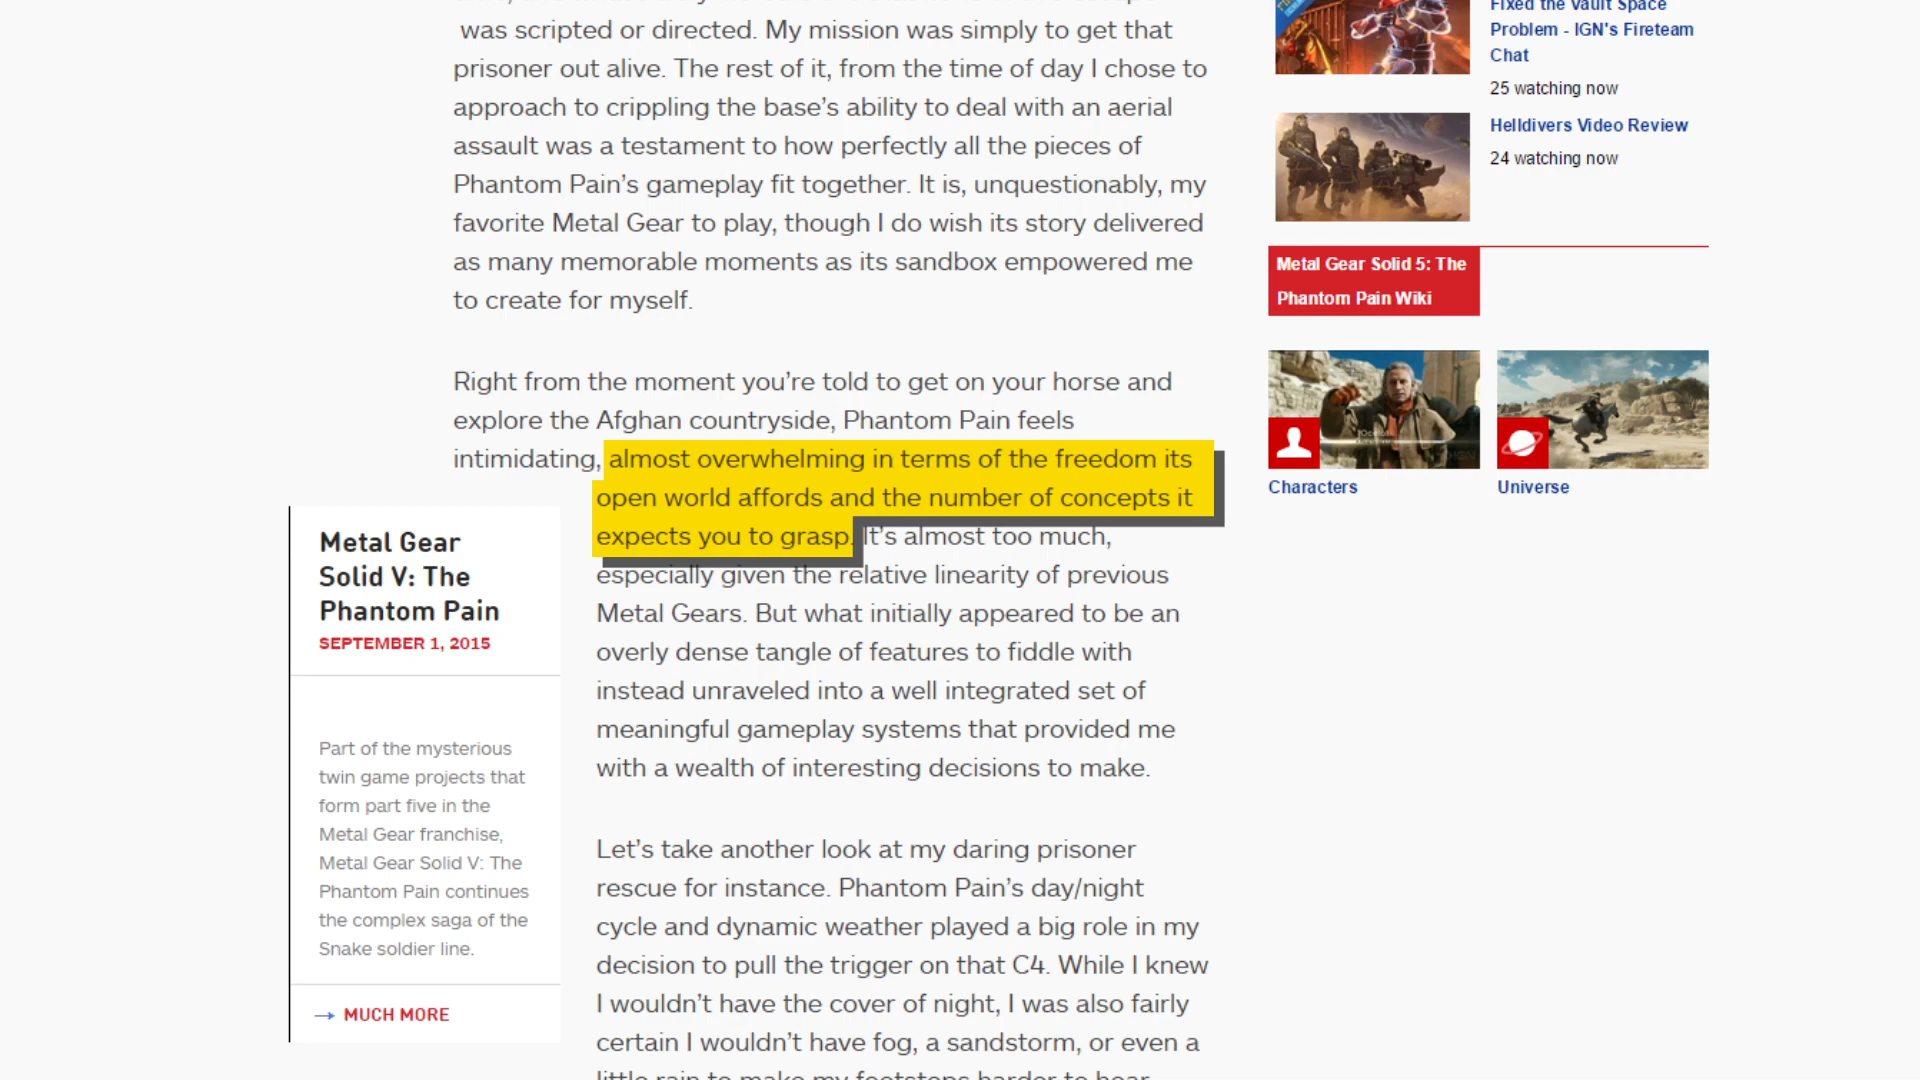 was scripted or directed. My mission was simply to get that
prisoner out alive. The rest of it, from the time of day I chose to
approach to crippling the base's ability to deal with an aerial
assault was a testament to how perfectly all the pieces of
Phantom Pain's gameplay fit together. It is, unquestionably, my
favorite Metal Gear to play, though I do wish its story delivered
as many memorable moments as its sandbox empowered me
to create for myself.
Right from the moment you're told to get on your horse and
explore the Afghan countryside, Phantom Pain feels
intimidating, almost overwhelming in terms of the freedom its
open world affords and the number of concepts it
expects you to grasp. It's almost too much,
especially given the relative linearity of previous
Metal Gears. But what initially appeared to be an
overly dense tangle of features to fiddle with
instead unraveled into a well integrated set of
meaningful gameplay systems that provided me
with a wealth of interesting decisions to make.
Let's take another look at my daring prisoner
rescue for instance. Phantom Pain's day/night
cycle and dynamic weather played a big role in my
decision to pull the trigger on that C4. While I knew
I wouldn't have the cover of night, I was also fairly
certain I wouldn't have fog, a sandstorm, or even a
little rain to make my footsteps harder to hear
Metal Gear
Solid V: The
Phantom Pain
SEPTEMBER 1, 2015
Part of the mysterious
twin game projects that
form part five in the
Metal Gear franchise,
Metal Gear Solid V: The
Phantom Pain continues
the complex saga of the
Snake soldier line.
→ MUCH MORE
Fixed the Vault Space
Problem - IGN's Fireteam
Chat
25 watching now
Helldivers Video Review
24 watching now
Metal Gear Solid 5: The
Phantom Pain Wiki
Characters
Universe